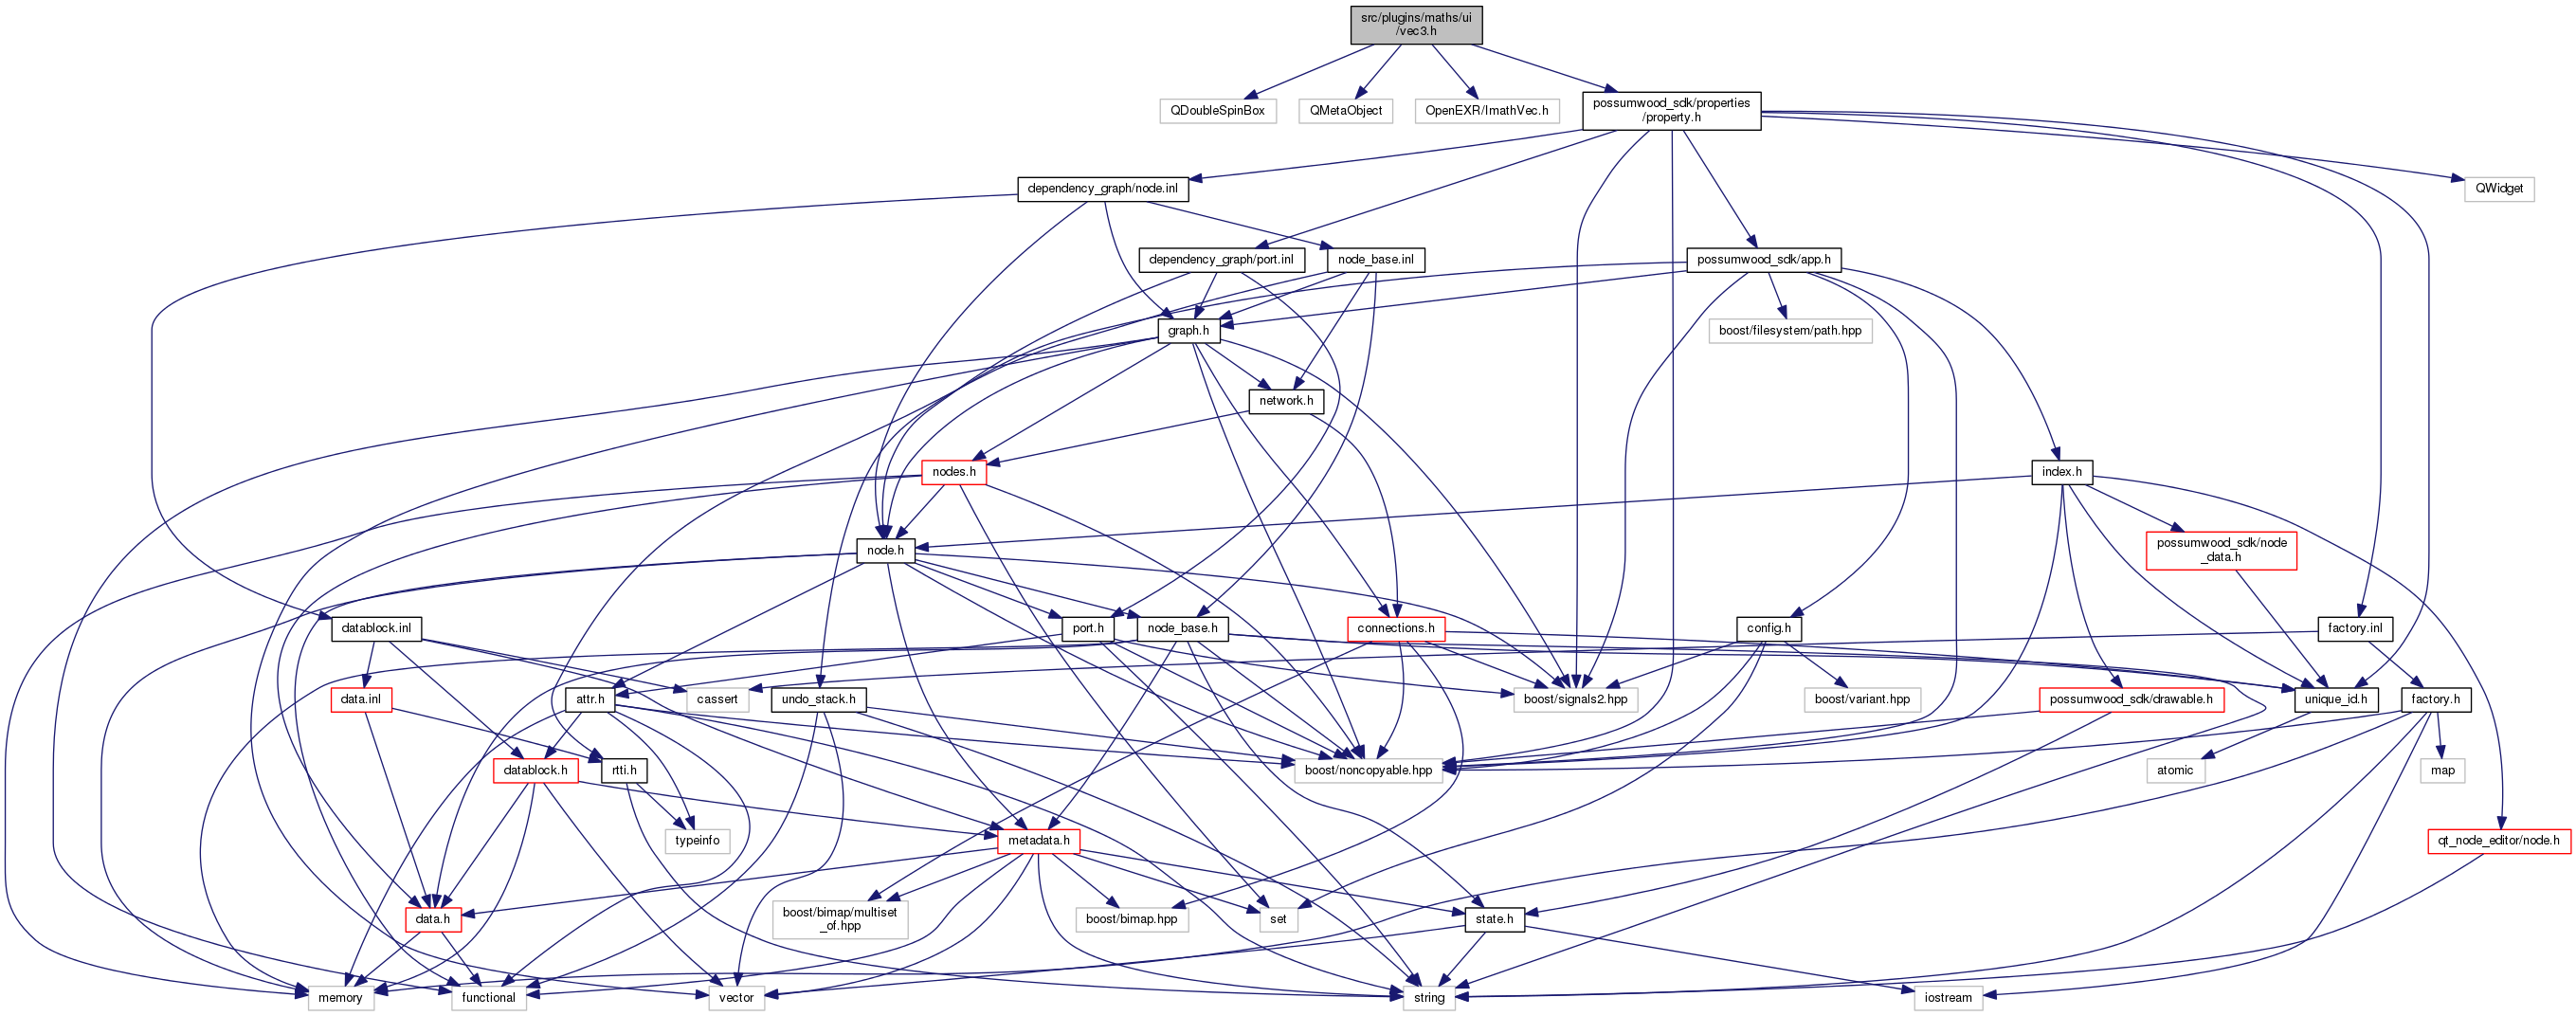 src/plugins/maths/ui
/vec3.h
QDoubleSpinBox
QMetaObject
OpenEXR/ImathVec.h
possumwood_sdk/properties
/property.h
dependency_graph/node.inl
QWidget
dependency_graph/port.inl
node_base.inl
possumwood_sdk/app.h
graph.h
boost/filesystem/path.hpp
network.h
nodes.h
index.h
node.h
possumwood_sdk/node
_data.h
datablock.inl
port.h
node_base.h
connections.h
config.h
factory.inl
data.inl
cassert
attr.h
undo_stack.h
boost/signals2.hpp
boost/variant.hpp
possumwood_sdk/drawable.h
unique_id.h
factory.h
datablock.h
rtti.h
boost/noncopyable.hpp
atomic
map
typeinfo
metadata.h
qt_node_editor/node.h
data.h
boost/bimap/multiset
_of.hpp
boost/bimap.hpp
set
state.h
memory
functional
vector
string
iostream